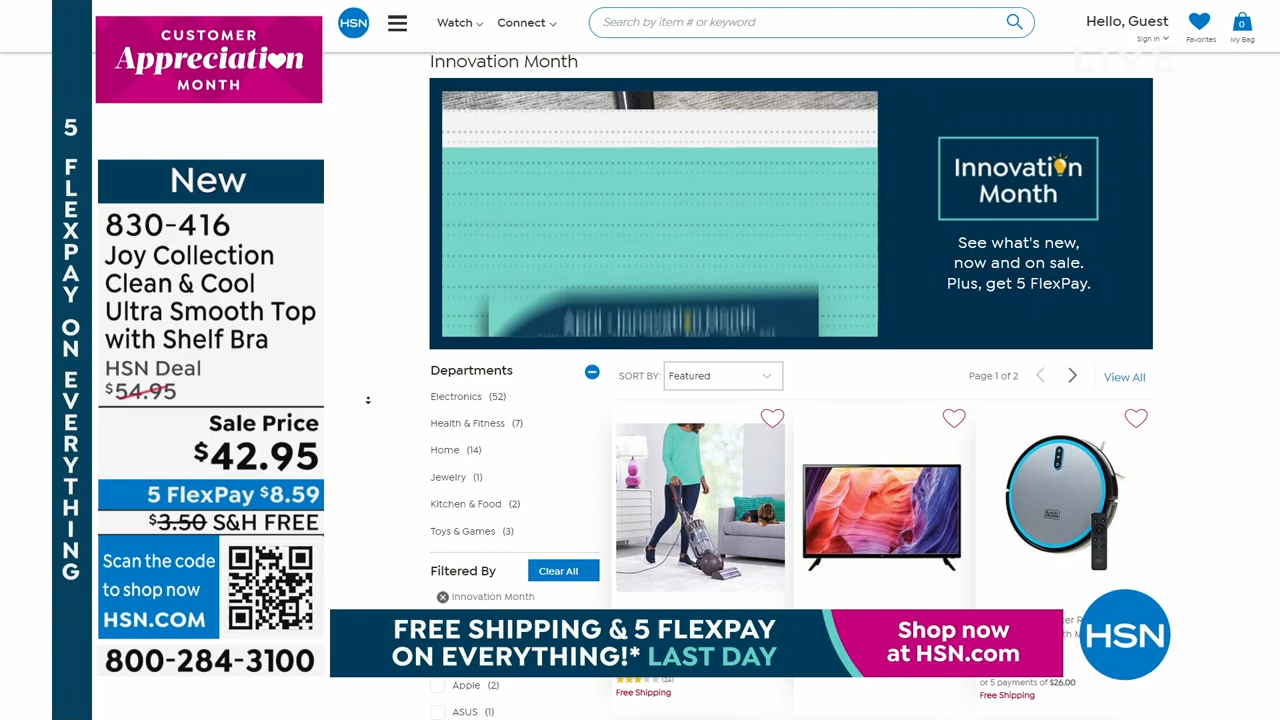 5 FLEXPAY ON EVERYTHING
CUSTOMER
Appreciation
MONTH
New
830-416
Joy Collection
Clean & Cool
Ultra Smooth Top
with Shelf Bra
HSN Deal
$54.95
Sale Price
$42.95
5 FlexPay $8.59
$3.50 S&H FREE
Scan the code
to shop now
HSN.COM
800-284-3100
HSN
Watch
Connect
Search by item # or keyword
Hello, Guest
Sign In
Favorites
0
My Bag
LIVE
Innovation Month
Innovation
Month
See what's new,
now and on sale.
Plus, get 5 FlexPay.
Departments
Electronics (52)
Health & Fitness (7)
Home (14)
Jewelry (1)
Kitchen & Food (2)
Toys & Games (3)
Filtered By
Clear All
Innovation Month
SORT BY: Featured
Page 1 of 2
View All
BLACK+DECKER
FREE SHIPPING & 5 FLEXPAY
ON EVERYTHING!* LAST DAY
Shop now
at HSN.com
HSN
Apple (2)
ASUS (1)
Free Shipping
or 5 payments of $26.00
Free Shipping